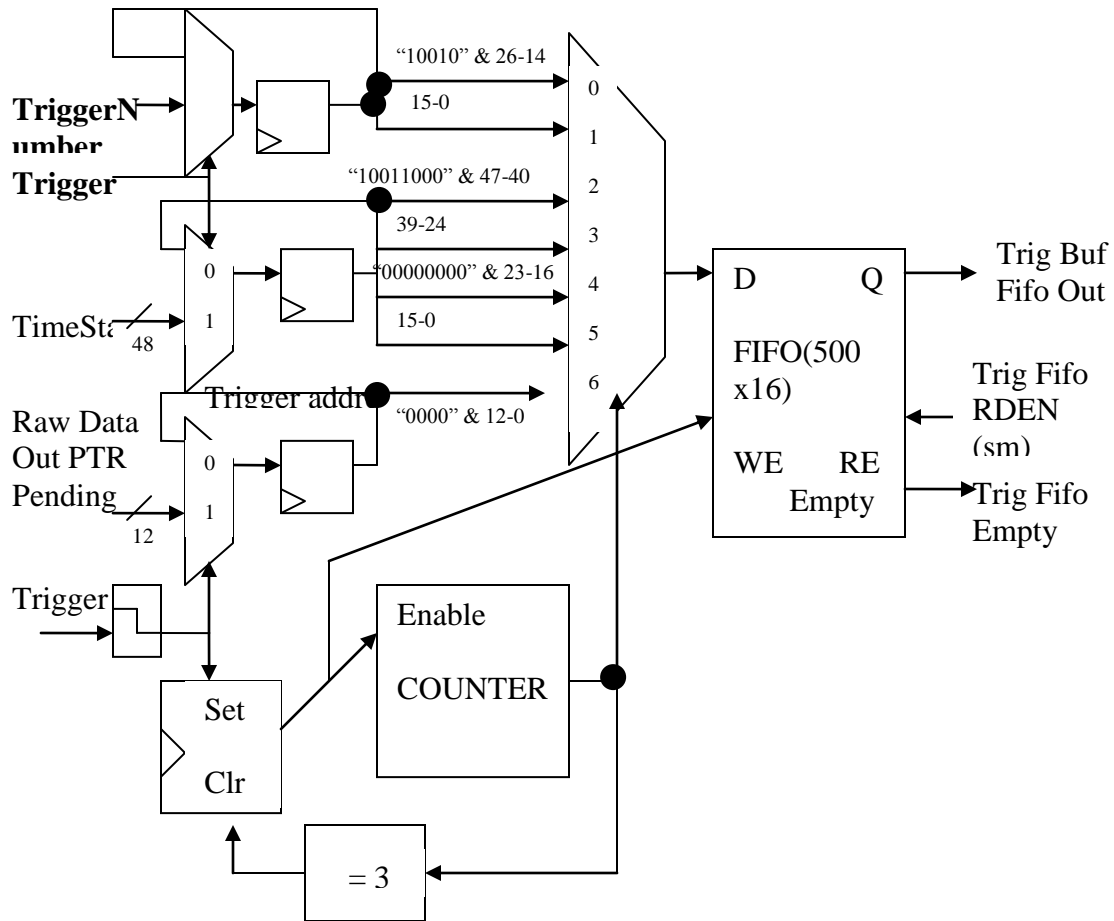 "10010" & 26-14
15-0
TriggerN
umber
Trigger
"10011000" & 47-40
39-24
"00000000" & 23-16
15-0
0
1
2
3
4
5
6
0
1
48
Trigger
"0000" & 12-0
Raw Data
Out PTR
Pending
0
1
12
D Q
FIFO(500
x16)
WE RE
Empty
Trig Buf
Fifo Out
Trig Fifo
RDEN
(sm)
Trig Fifo
Empty
Trigger
Enable
COUNTER
Set
Clr
= 3